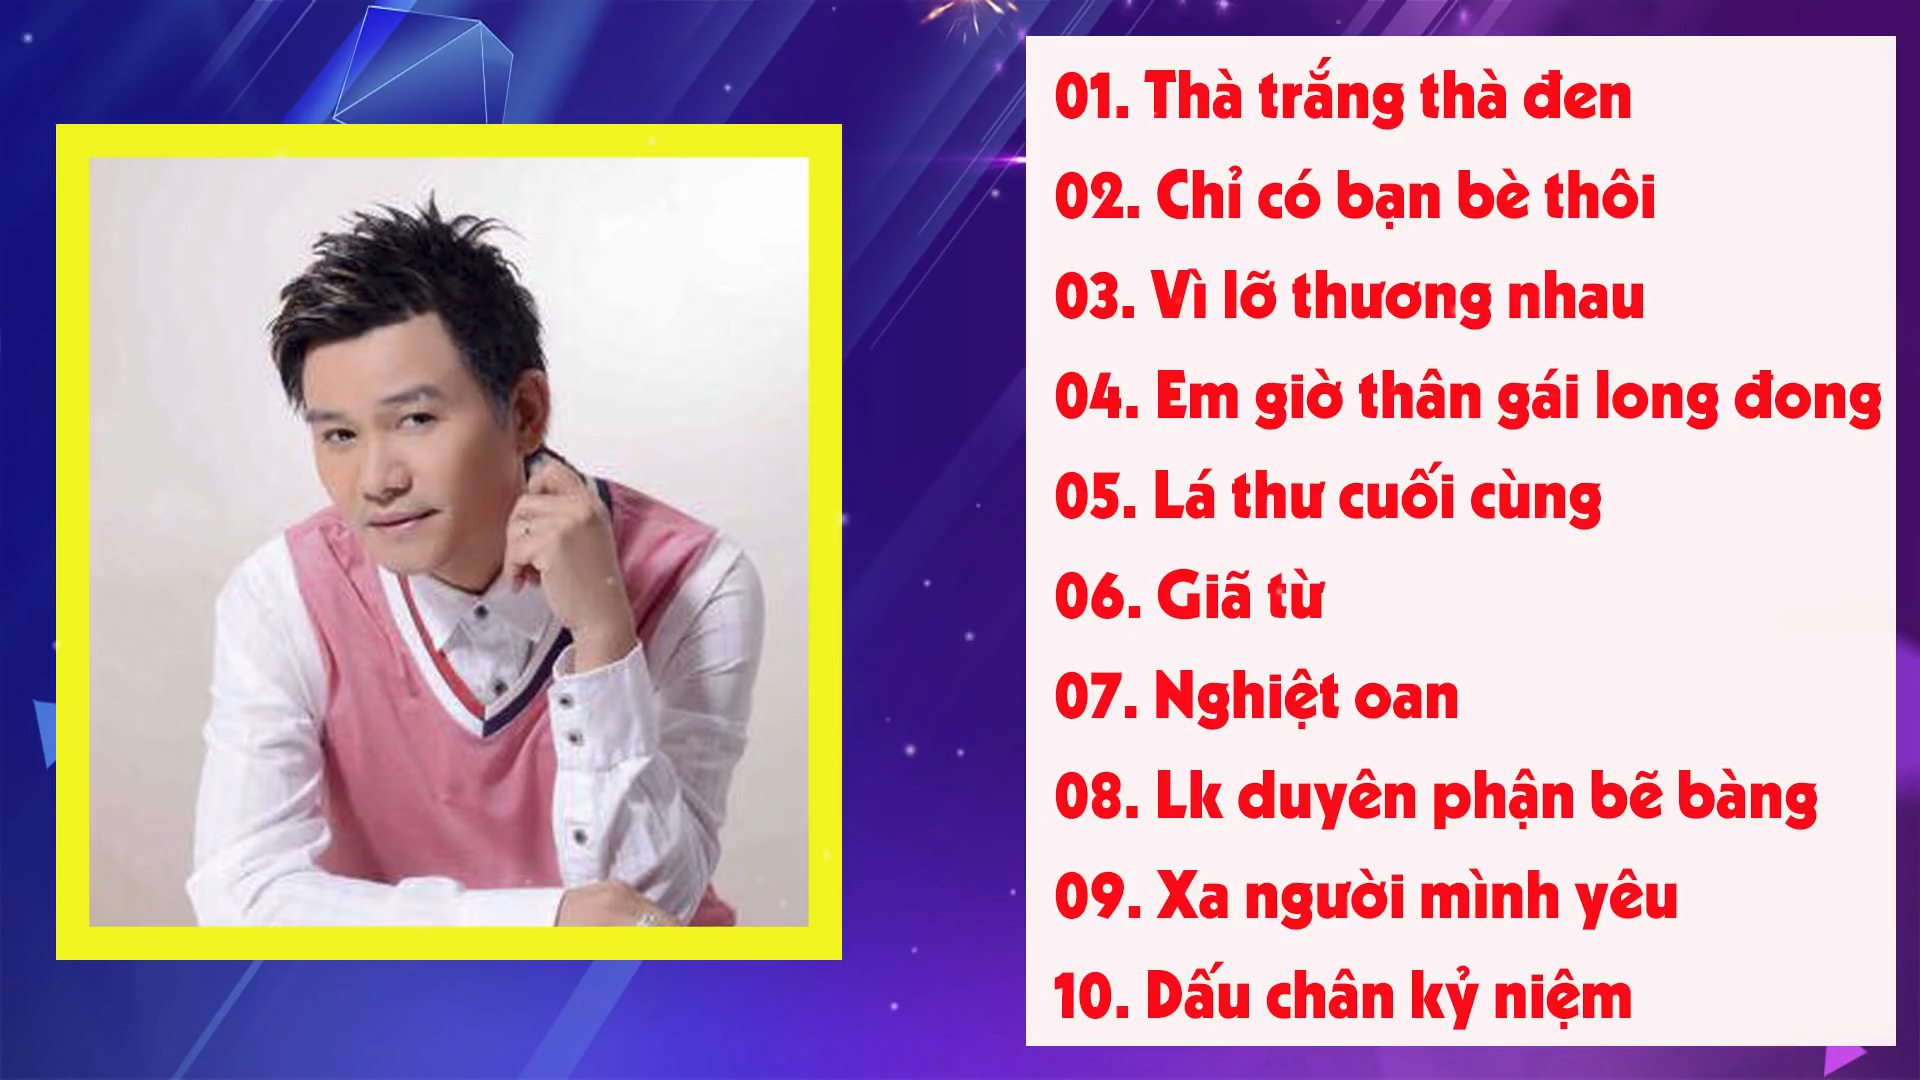 01. Thà trắng thà đen
02. Chỉ có bạn bè thôi
03. Vì lỡ thương nhau
04. Em giờ thân gái long đong
05. Lá thư cuối cùng
06. Giã từ
07. Nghiệt oan
08. Lk duyên phận bẽ bàng
09. Xa người mình yêu
10. Dấu chân kỷ niệm